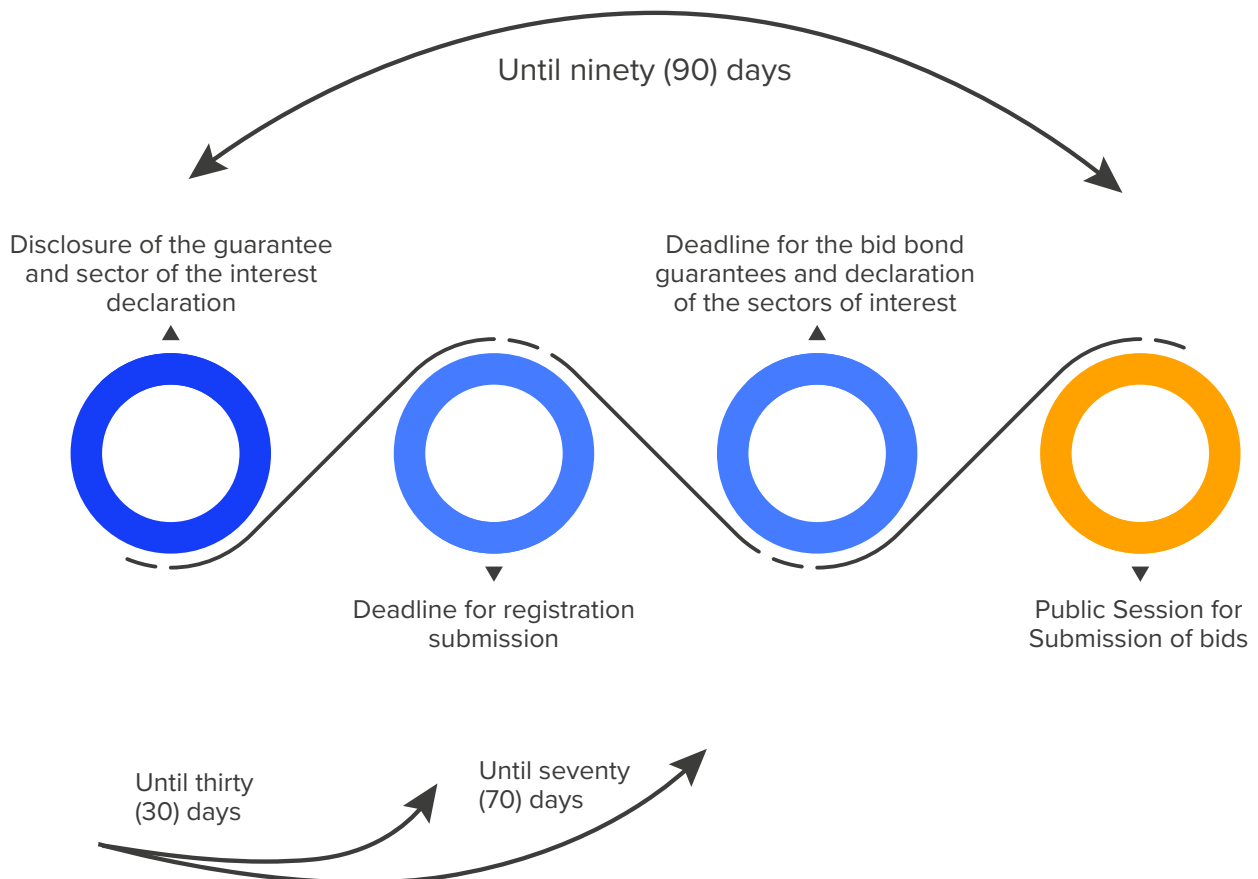 Until ninety (90) days
Disclosure of the guarantee
and sector of the interest
declaration
Deadline for the bid bond
guarantees and declaration
of the sectors of interest
Deadline for registration
submission
Public Session for
Submission of bids
Until thirty
(30) days
Until seventy
(70) days